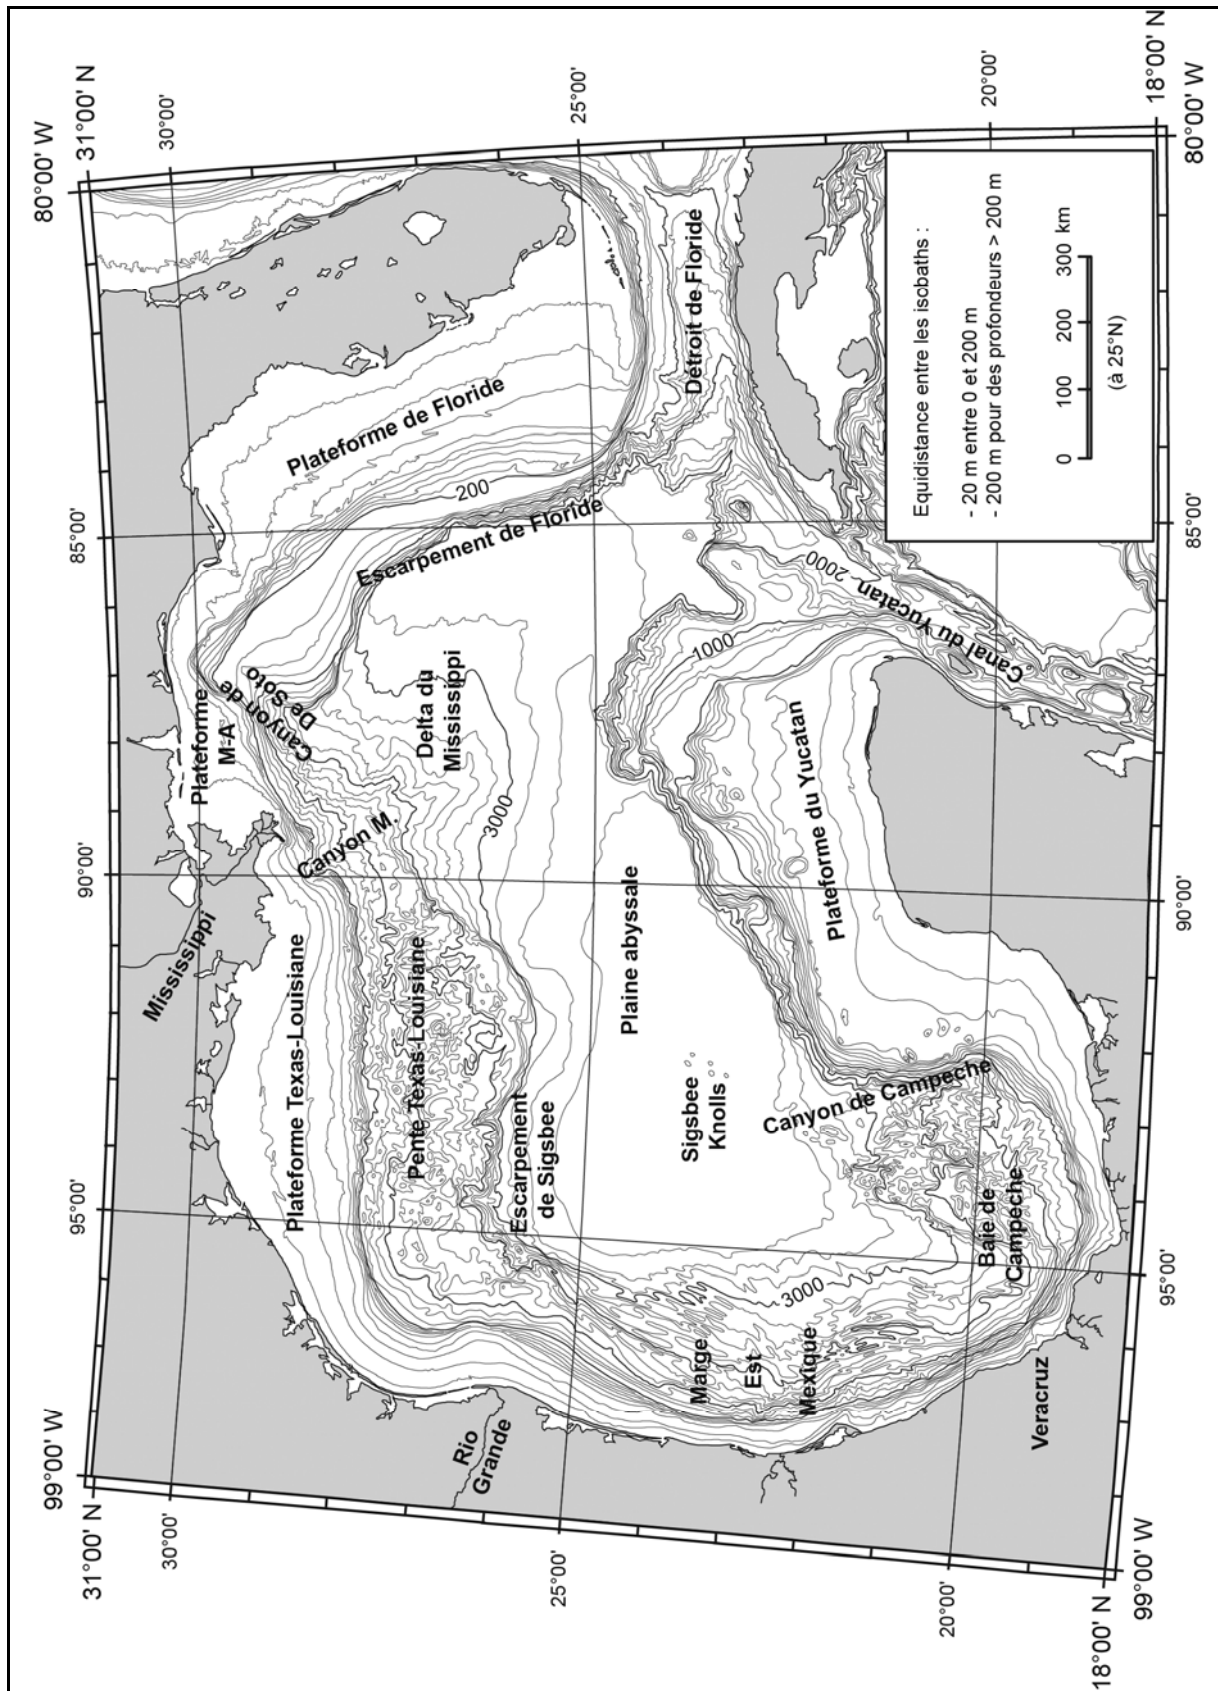 99°00' W
95°00'
90°00'
85°00'
80°00' W
31°00' N
31°00' N
30°00'
30°00'
25°00'
25°00'
20°00'
20°00'
18°00' N
18°00' N
99°00' W
95°00'
90°00'
85°00'
80°00' W
Mississippi
Plateforme
M-A
Canyon de
De Soto
Canyon M.
Plateforme Texas-Louisiane
Pente Texas-Louisiane
Escarpement
de Sigsbee
Delta du
Mississippi
3000
Plateforme de Floride
200
Escarpement de Floride
Détroit de Floride
Rio
Grande
Plaine abyssale
Sigsbee
Knolls
1000
2000
Canal du Yucatan
Plateforme du Yucatan
Canyon de Campeche
Marge
Est
Mexique
3000
Baie de
Campeche
Veracruz
Equidistance entre les isobaths :
- 20 m entre 0 et 200 m
- 200 m pour des profondeurs > 200 m
0 100 200 300 km
(à 25°N)